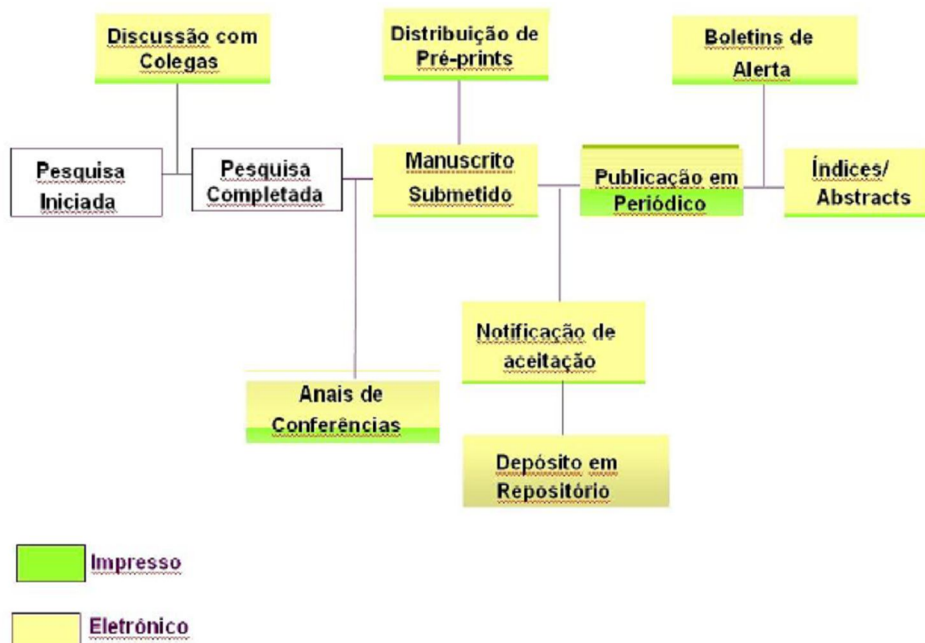 Discussão com
Colegas
Distribuição de
Pré-prints
Boletins de
Alerta
Pesquisa
Iniciada
Pesquisa
Completada
Manuscrito
Submetido
Publicação em
Periódico
Índices/
Abstracts
Notificação de
aceitação
Anais de
Conferências
Depósito em
Repositório
Impresso
Eletrônico